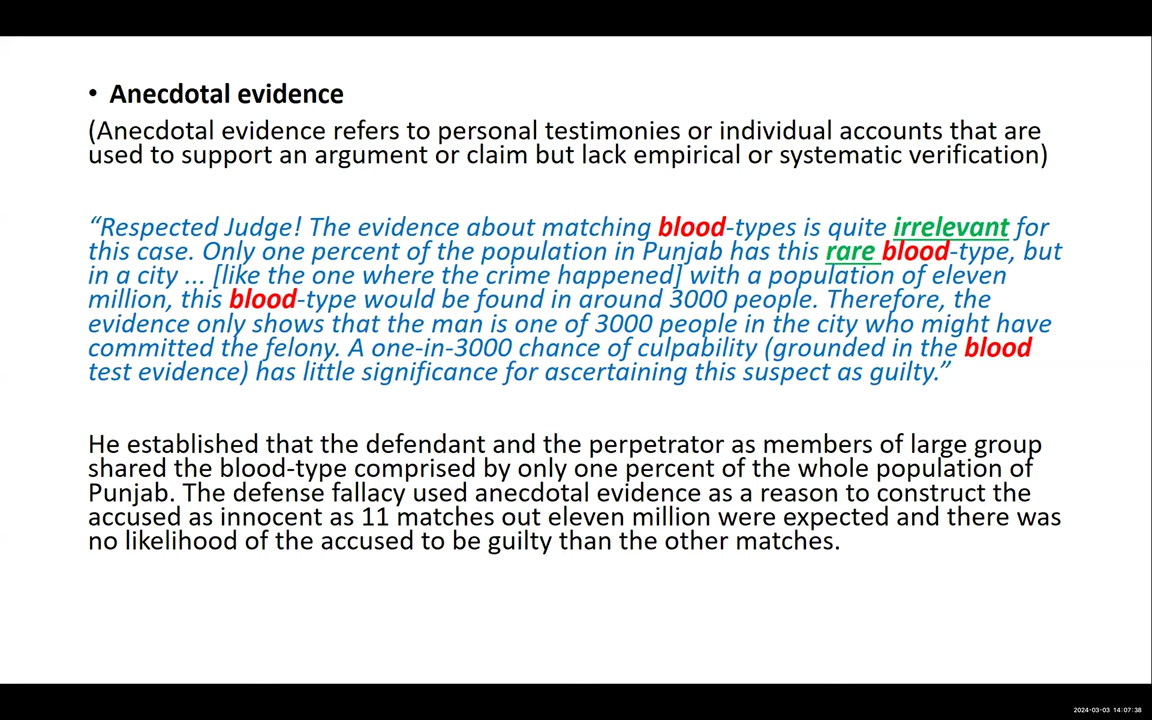 • Anecdotal evidence
(Anecdotal evidence refers to personal testimonies or individual accounts that are
used to support an argument or claim but lack empirical or systematic verification)
“Respected Judge! The evidence about matching blood-types is quite irrelevant for
this case. Only one percent of the population in Punjab has this rare blood-type, but
in a city ... [like the one where the crime happened] with a population of eleven
million, this blood-type would be found in around 3000 people. Therefore, the
evidence only shows that the man is one of 3000 people in the city who might have
committed the felony. A one-in-3000 chance of culpability (grounded in the blood
test evidence) has little significance for ascertaining this suspect as guilty.”
He established that the defendant and the perpetrator as members of large group
shared the blood-type comprised by only one percent of the whole population of
Punjab. The defense fallacy used anecdotal evidence as a reason to construct the
accused as innocent as 11 matches out eleven million were expected and there was
no likelihood of the accused to be guilty than the other matches.
2024-03-03 14:07:38